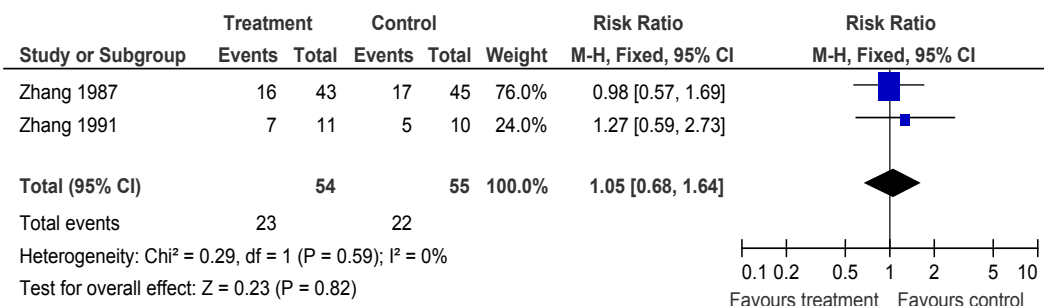 Treatment Control Risk Ratio Risk Ratio
Study or Subgroup Events Total Events Total Weight M-H, Fixed, 95% CI M-H, Fixed, 95% CI
Zhang 1987 16 43 17 45 76.0% 0.98 [0.57, 1.69]
Zhang 1991 7 11 5 10 24.0% 1.27 [0.59, 2.73]
Total (95% CI) 54 55 100.0% 1.05 [0.68, 1.64]
Total events 23 22
Heterogeneity: Chi² = 0.29, df = 1 (P = 0.59); I² = 0%
Test for overall effect: Z = 0.23 (P = 0.82)
0.1 0.2 0.5 1 2 5 10
Favours treatment Favours control